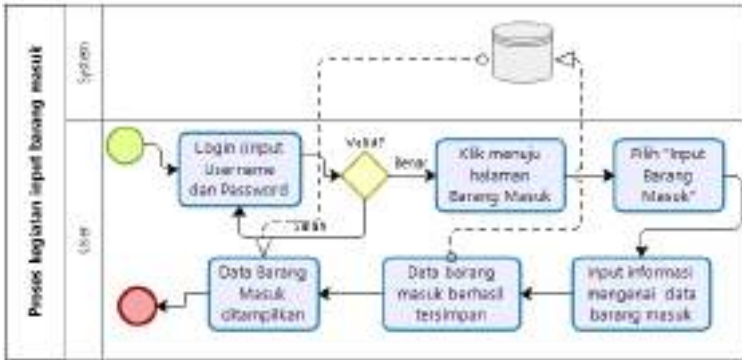 Proses kegiatan input barang masuk
System
User
Login (input
Username
dan Password
Valid?
Benar
Salah
Klik menuju
halaman
Barang Masuk
Pilih "Input
Barang
Masuk"
Data Barang
Masuk
ditampilkan
Data barang
masuk berhasil
tersimpan
Input informasi
mengenai data
barang masuk